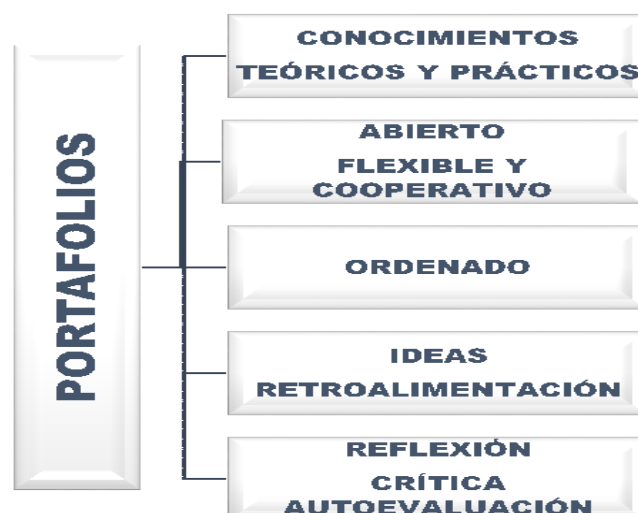 PORTAFOLIOS
CONOCIMIENTOS
TEÓRICOS Y PRÁCTICOS
ABIERTO
FLEXIBLE Y
COOPERATIVO
ORDENADO
IDEAS
RETROALIMENTACIÓN
REFLEXIÓN
CRÍTICA
AUTOEVALUACIÓN